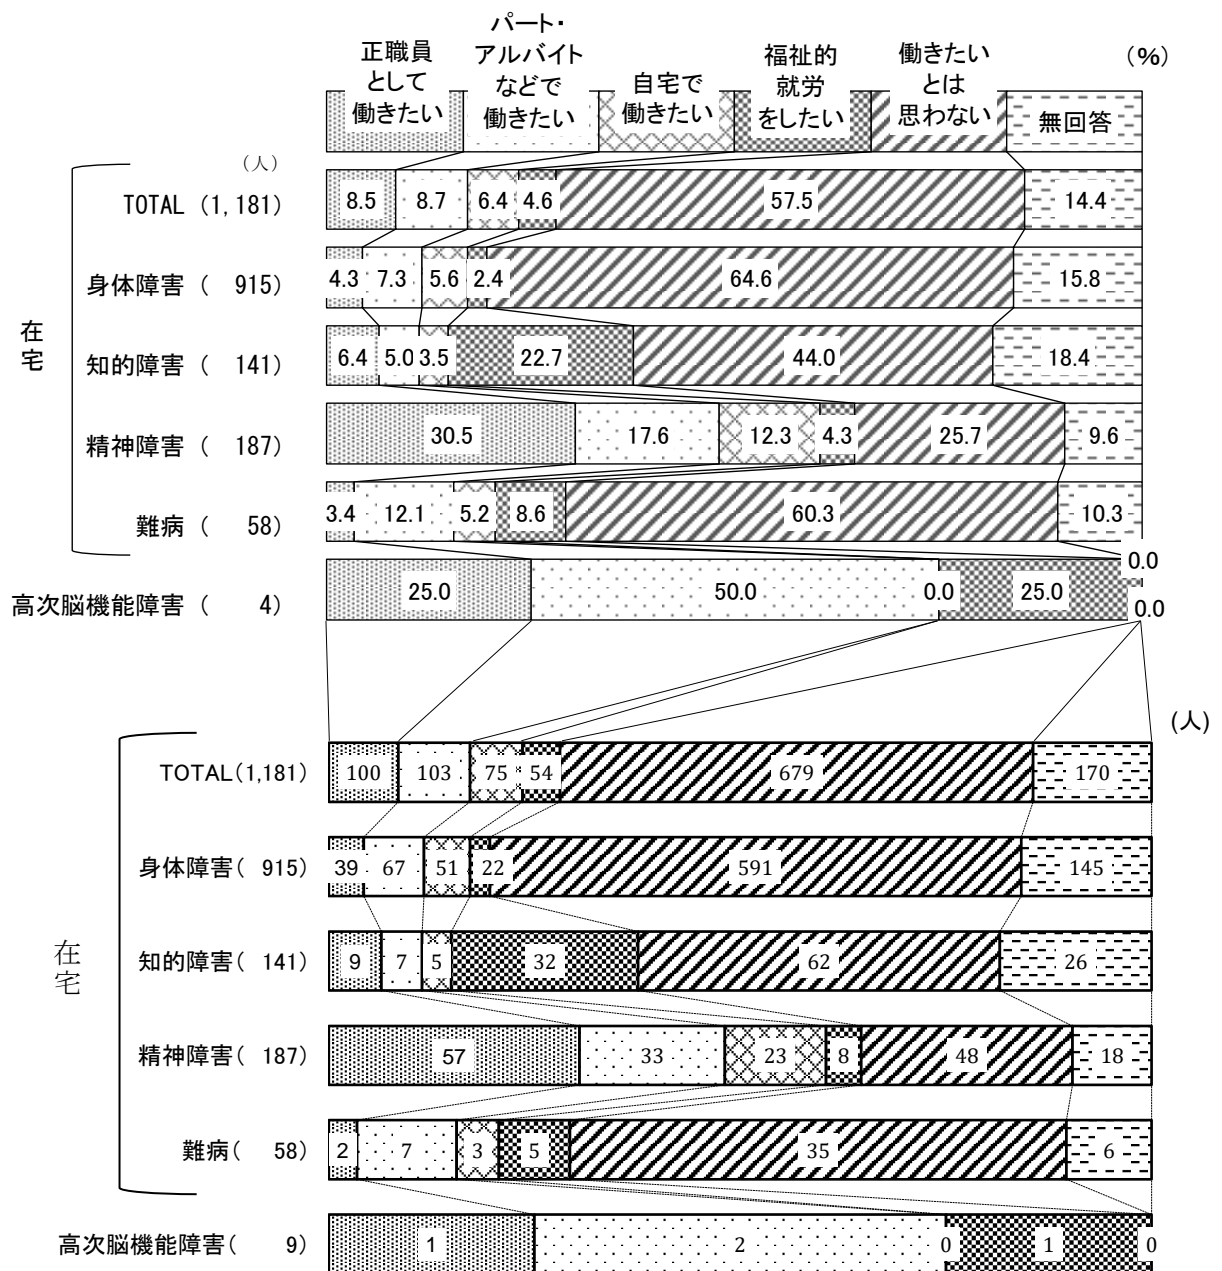 正職員
として
働きたい
パート・
アルバイト
などで
働きたい
自宅で
働きたい
福祉的
就労
をしたい
働きたい
とは
思わない
無回答
(%)
(人)
在宅
TOTAL (1,181) 8.5 8.7 6.4 4.6 57.5 14.4
身体障害 ( 915) 4.3 7.3 5.6 2.4 64.6 15.8
知的障害 ( 141) 6.4 5.0 3.5 22.7 44.0 18.4
精神障害 ( 187) 30.5 17.6 12.3 4.3 25.7 9.6
難病 ( 58) 3.4 12.1 5.2 8.6 60.3 10.3
高次脳機能障害 ( 4) 25.0 50.0 0.0 25.0 0.0 0.0
(人)
在宅
TOTAL(1,181) 100 103 75 54 679 170
身体障害( 915) 39 67 51 22 591 145
知的障害( 141) 9 7 5 32 62 26
精神障害( 187) 57 33 23 8 48 18
難病( 58) 2 7 3 5 35 6
高次脳機能障害( 9) 1 2 0 1 0